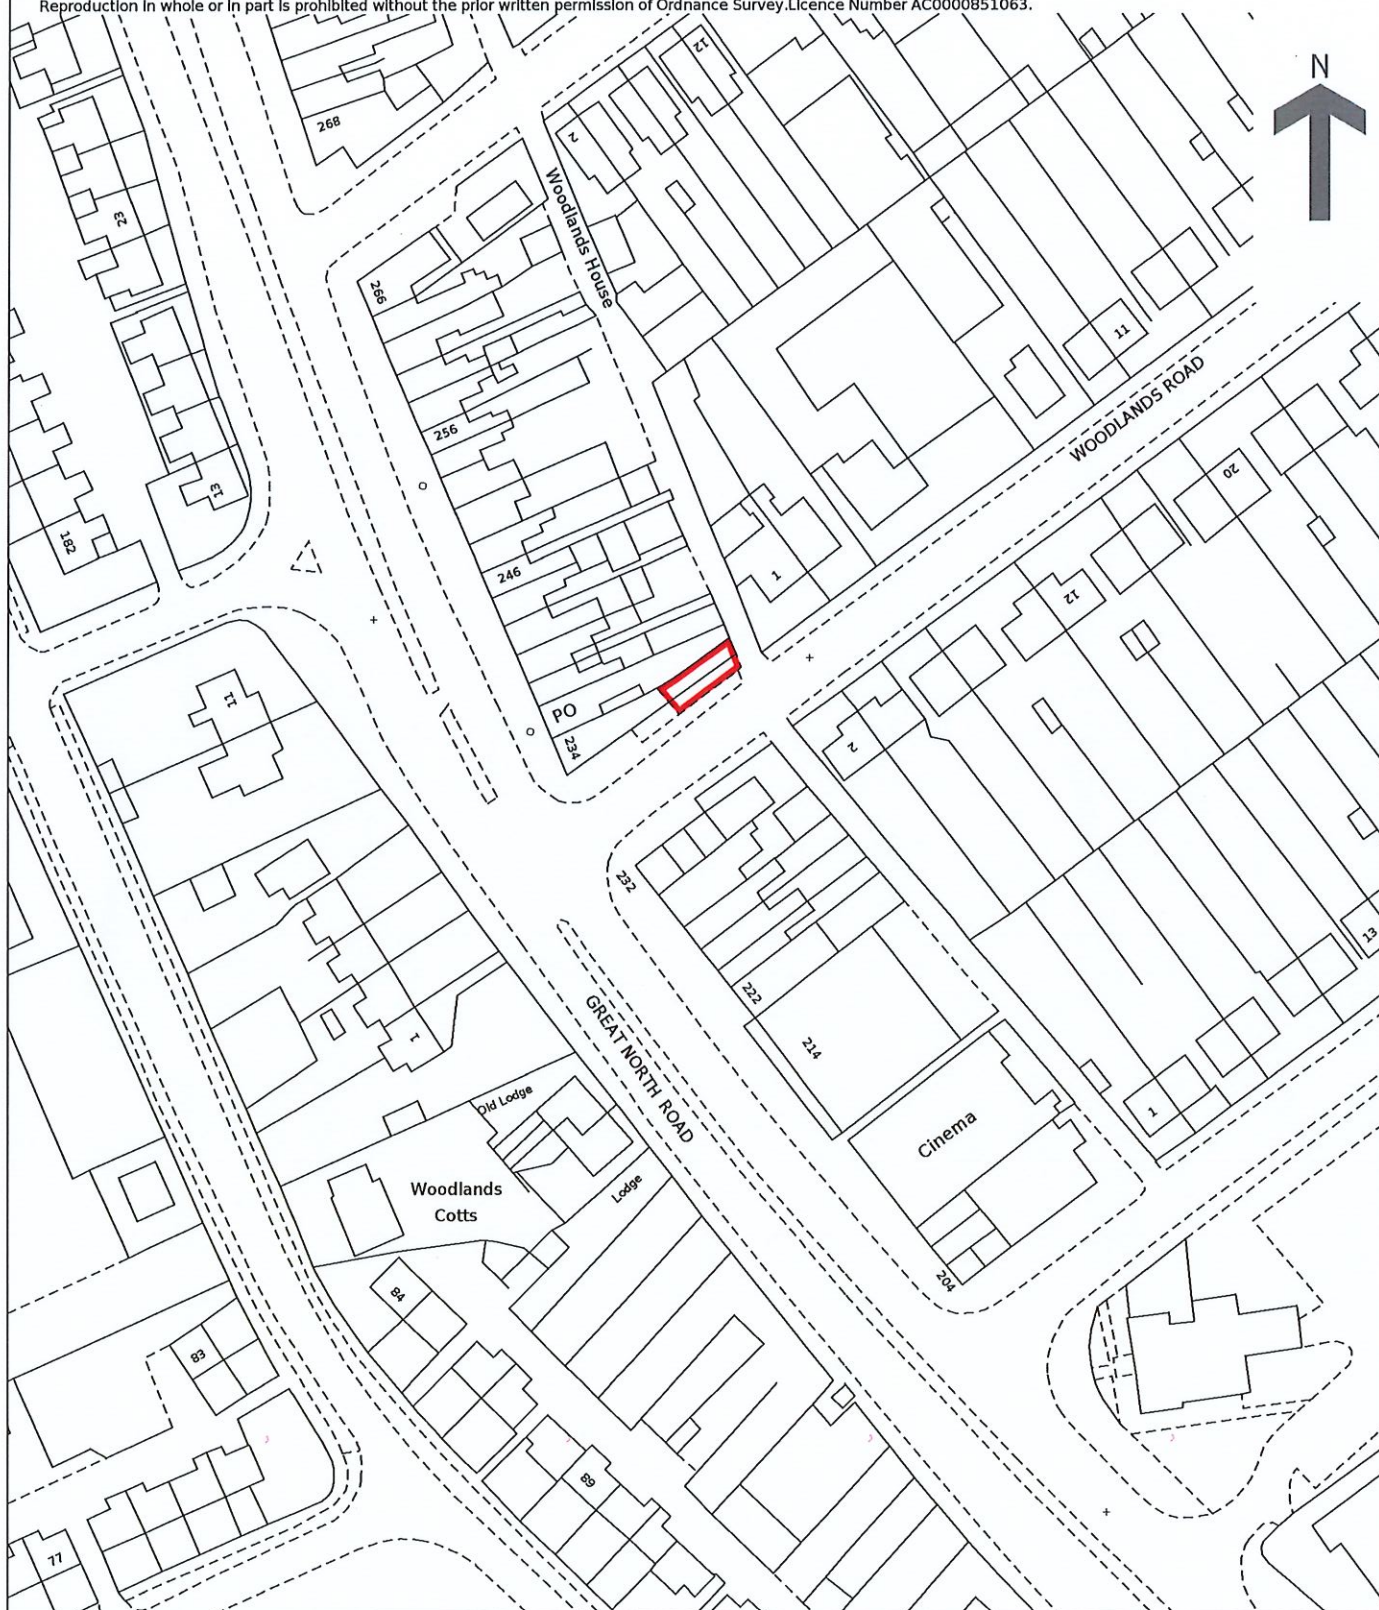 Reproduction in whole or in part is prohibited without the prior written permission of Ordnance Survey.Licence Number AC0000851063.
N
12
268
2
Woodlands House
23
266
11
WOODLANDS ROAD
256
20
13
182
246
1
12
PO
234
2
11
232
13
222
GREAT NORTH ROAD
214
1
Old Lodge
1
Cinema
Woodlands
Cotts
Lodge
204
84
83
89
77